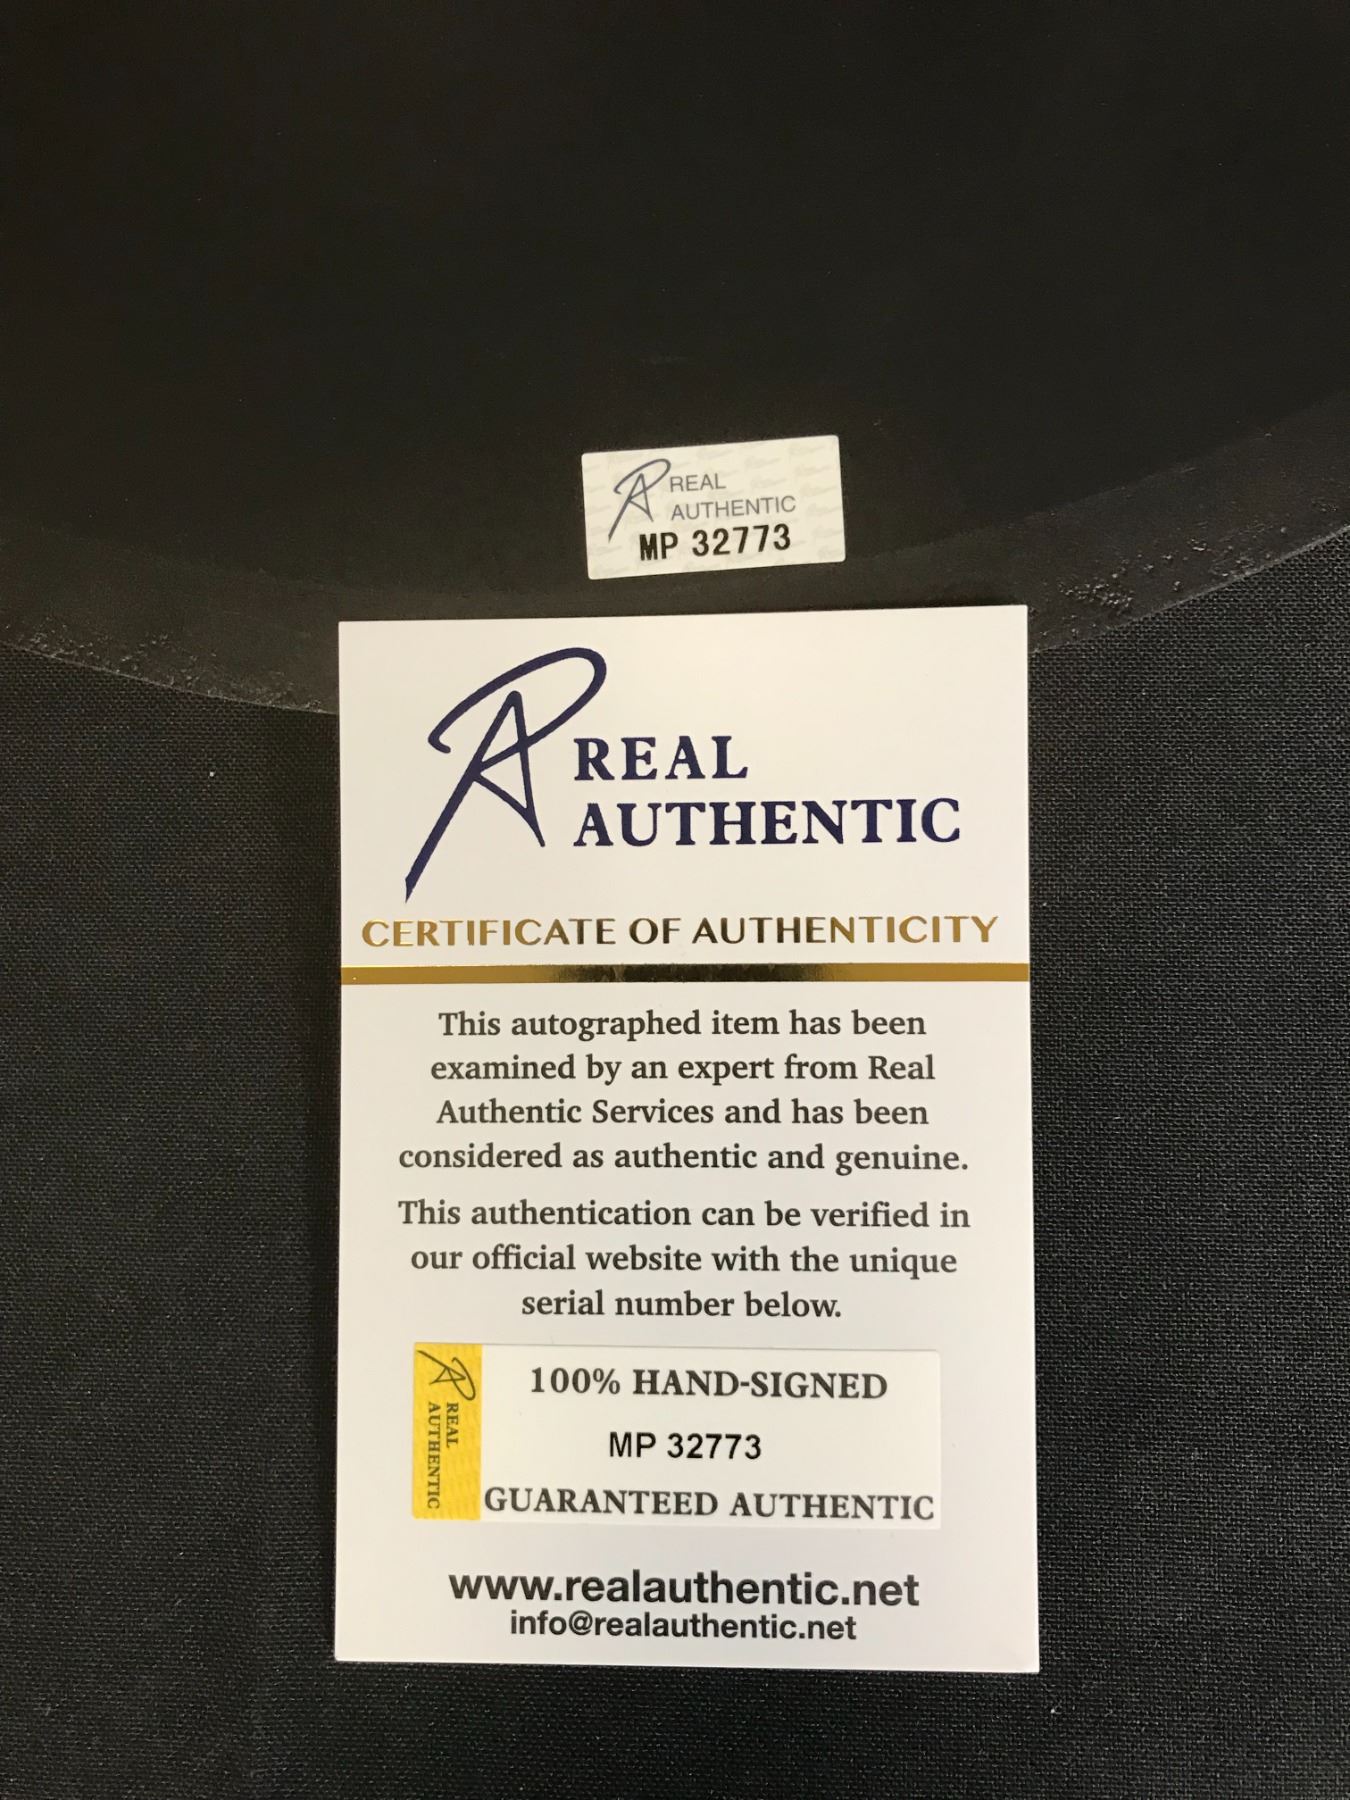 REAL
AUTHENTIC
MP 32773
REAL
AUTHENTIC
CERTIFICATE OF AUTHENTICITY
This autographed item has been
examined by an expert from Real
Authentic Services and has been
considered as authentic and genuine.
This authentication can be verified in
our official website with the unique
serial number below.
REAL
AUTHENTIC
100% HAND-SIGNED
MP 32773
GUARANTEED AUTHENTIC
www.realauthentic.net
info@realauthentic.net